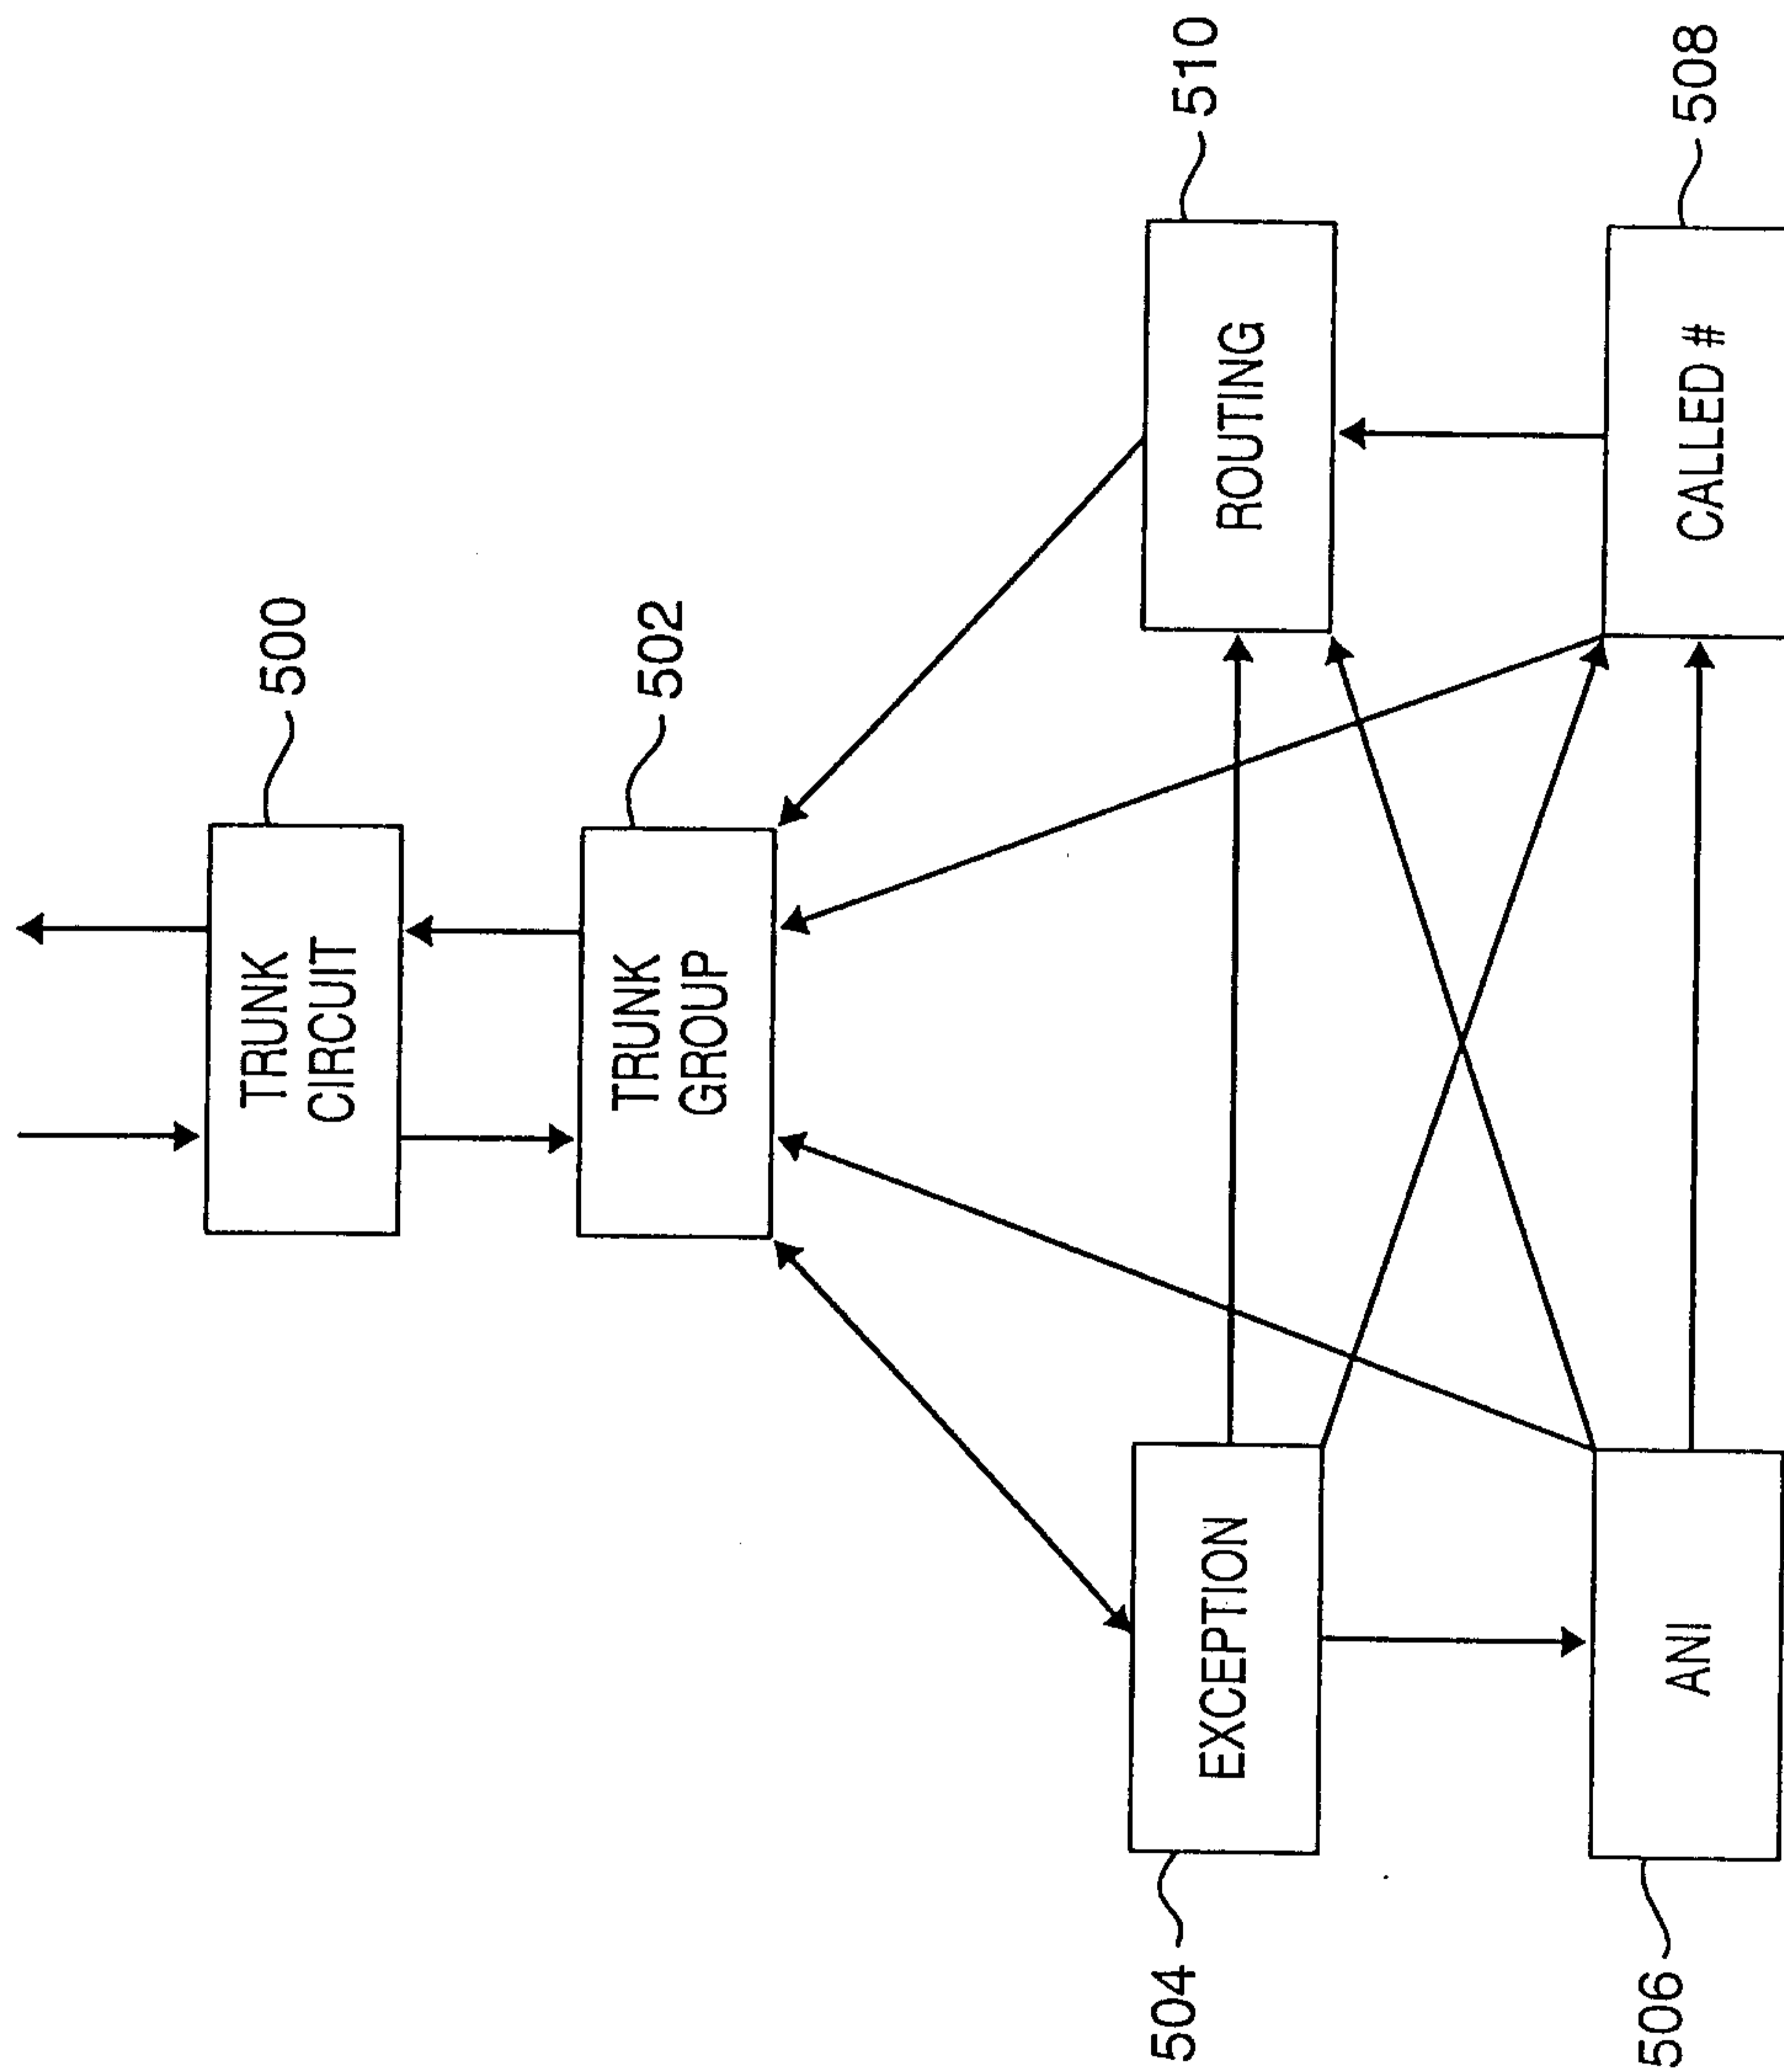 500
TRUNK
CIRCUIT
502
TRUNK
GROUP
504
EXCEPTION
510
ROUTING
506
ANI
508
CALLED #